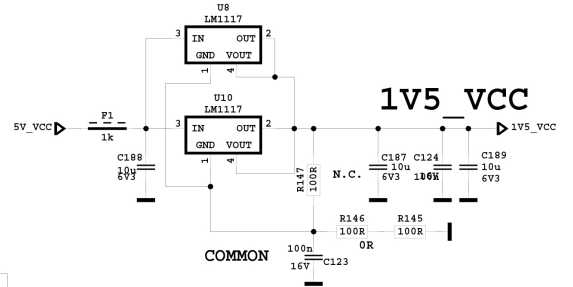 U8
LM1117
3 IN OUT 2
GND VOUT
1 4
U10
LM1117
1V5_VCC
5V_VCC F1 3 IN OUT 2 1V5_VCC
1k GND VOUT
1 4
C188
10u
6V3
R147
100R
N.C.
C187
10u
6V3
C124
16V
C189
10u
6V3
R146 R145
100R 100R
0R
COMMON
100n
16V C123